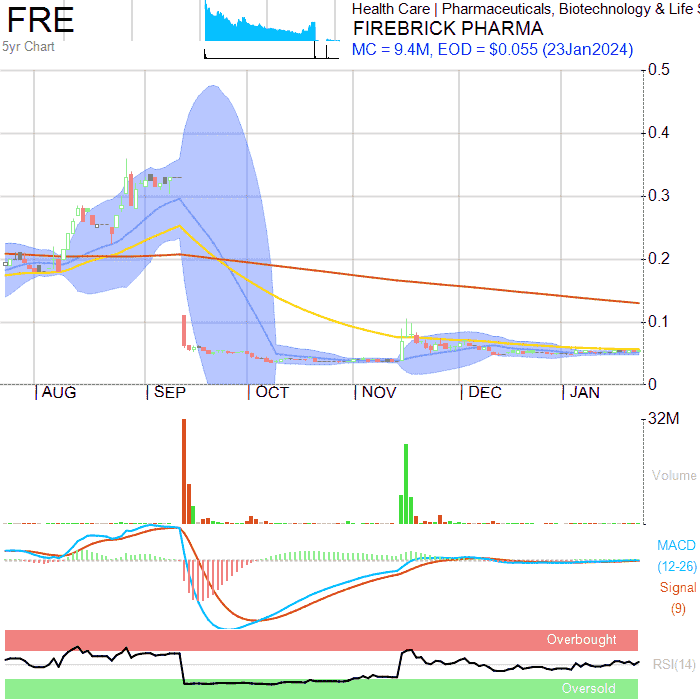 FRE
5yr Chart
Health Care | Pharmaceuticals, Biotechnology & Life S
FIREBRICK PHARMA
MC = 9.4M, EOD = $0.055 (23Jan2024)
0.5
0.4
0.3
0.2
0.1
0
AUG SEP OCT NOV DEC JAN
32M
Volume
MACD
(12-26)
Signal
(9)
Overbought
RSI(14)
Oversold